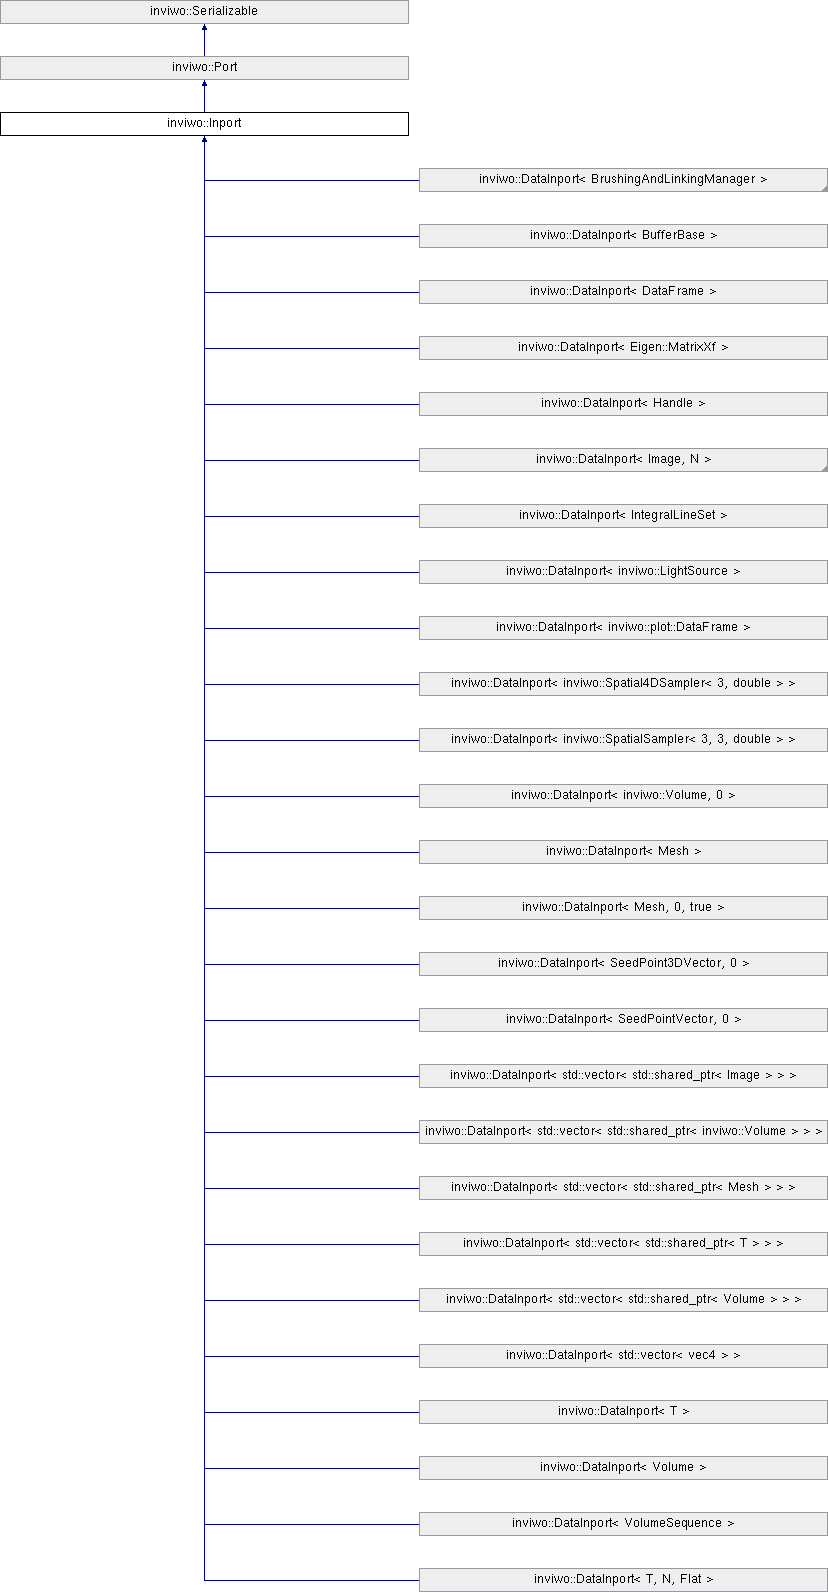 inviwo::Serializable
inviwo::Port
inviwo::Inport
inviwo::DataInport< BrushingAndLinkingManager >
inviwo::DataInport< BufferBase >
inviwo::DataInport< DataFrame >
inviwo::DataInport< Eigen::MatrixXf >
inviwo::DataInport< Handle >
inviwo::DataInport< Image, N >
inviwo::DataInport< IntegralLineSet >
inviwo::DataInport< inviwo::LightSource >
inviwo::DataInport< inviwo::plot::DataFrame >
inviwo::DataInport< inviwo::Spatial4DSampler< 3, double > >
inviwo::DataInport< inviwo::SpatialSampler< 3, 3, double > >
inviwo::DataInport< inviwo::Volume, 0 >
inviwo::DataInport< Mesh >
inviwo::DataInport< Mesh, 0, true >
inviwo::DataInport< SeedPoint3DVector, 0 >
inviwo::DataInport< SeedPointVector, 0 >
inviwo::DataInport< std::vector< std::shared_ptr< Image > > >
inviwo::DataInport< std::vector< std::shared_ptr< inviwo::Volume > > >
inviwo::DataInport< std::vector< std::shared_ptr< Mesh > > >
inviwo::DataInport< std::vector< std::shared_ptr< T > > >
inviwo::DataInport< std::vector< std::shared_ptr< Volume > > >
inviwo::DataInport< std::vector< vec4 > >
inviwo::DataInport< T >
inviwo::DataInport< Volume >
inviwo::DataInport< VolumeSequence >
inviwo::DataInport< T, N, Flat >